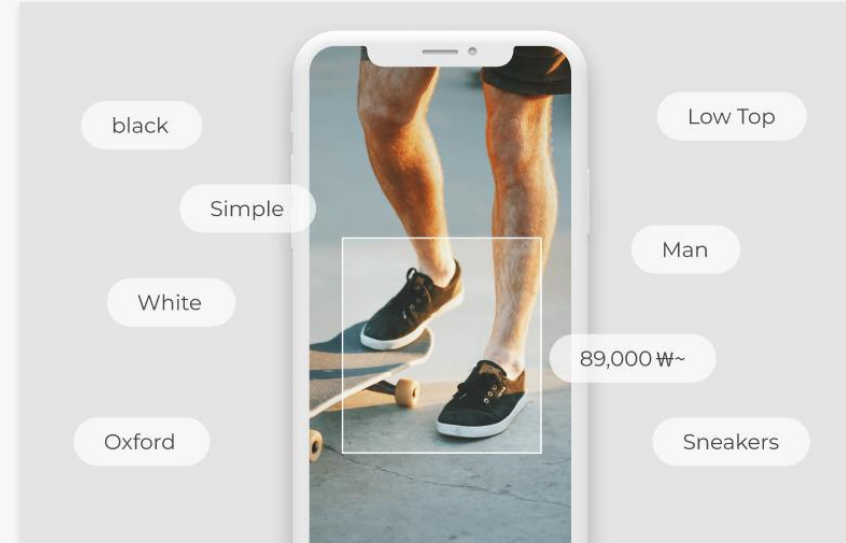 black
Low Top
Simple
Man
White
89,000₩~
Oxford
Sneakers